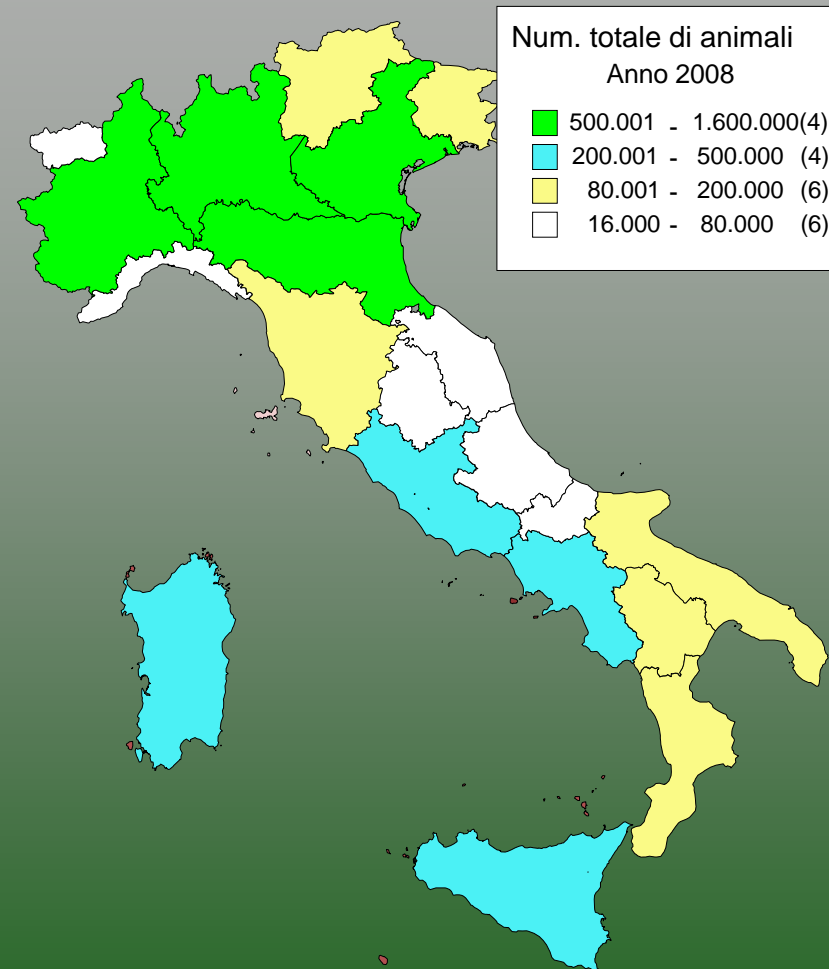 Num. totale di animali
Anno 2008
500.001 - 1.600.000(4)
200.001 - 500.000 (4)
80.001 - 200.000 (6)
16.000 - 80.000 (6)